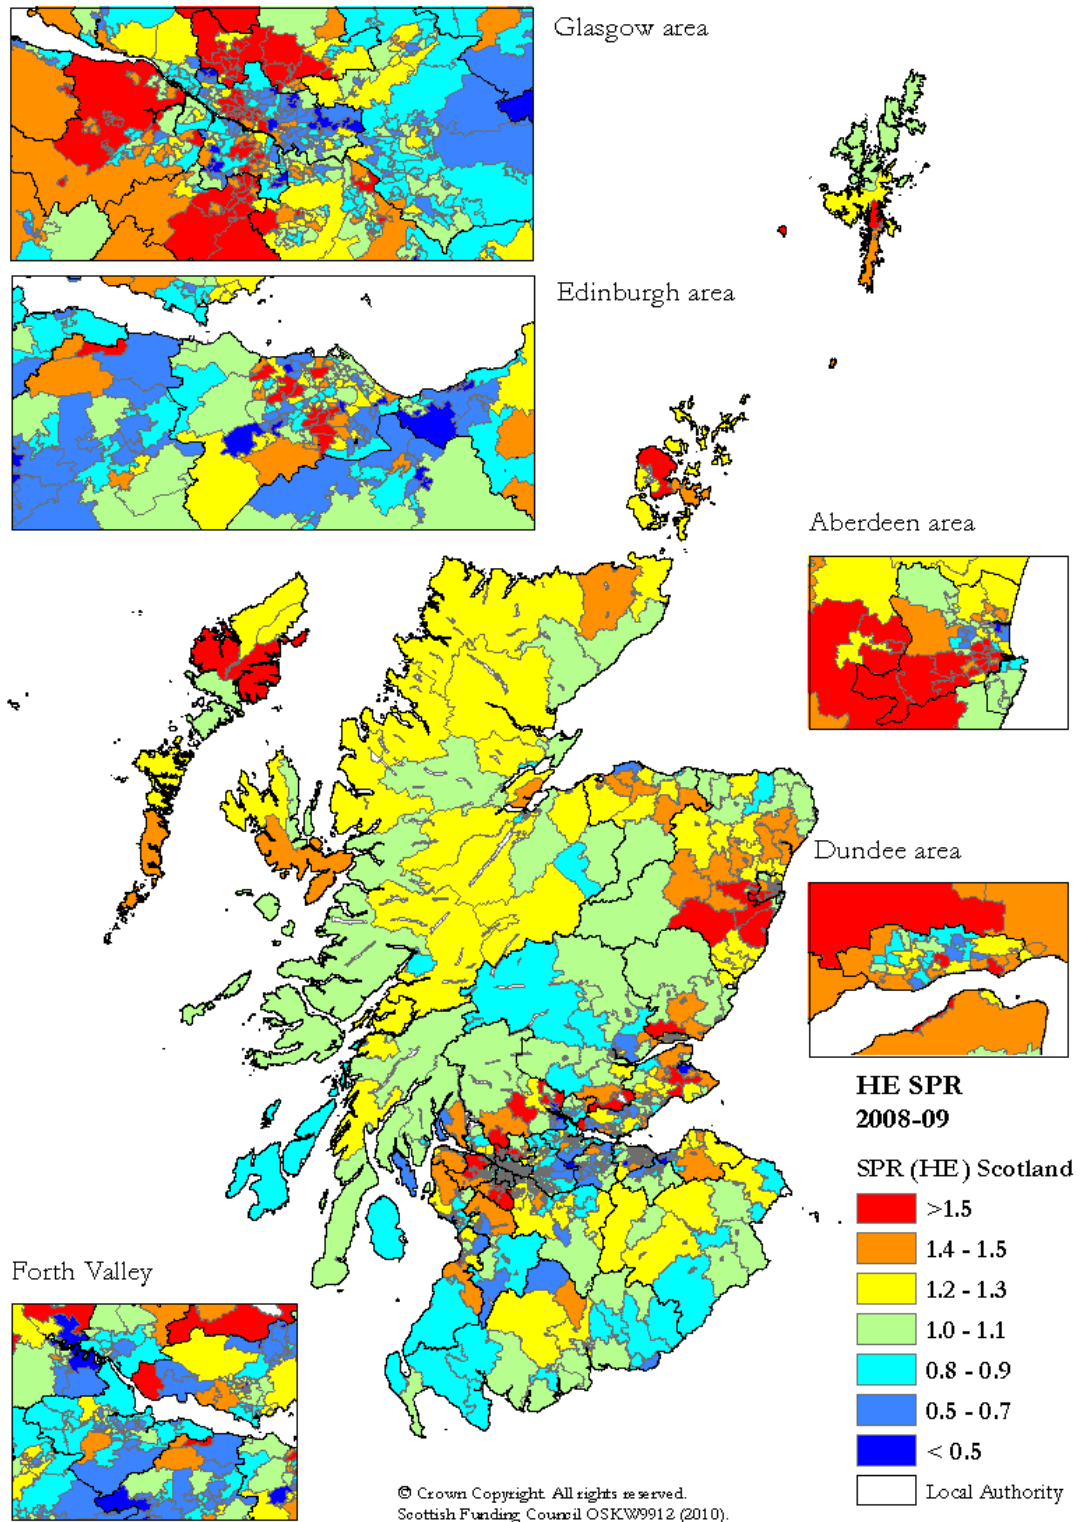 Glasgow area
Edinburgh area
Aberdeen area
Dundee area
HE SPR
2008-09
SPR (HE) Scotland
>1.5
1.4 - 1.5
1.2 - 1.3
1.0 - 1.1
0.8 - 0.9
0.5 - 0.7
< 0.5
Local Authority
Forth Valley
© Crown Copyright. All rights reserved.
Scottish Funding Council OSKW9912 (2010).